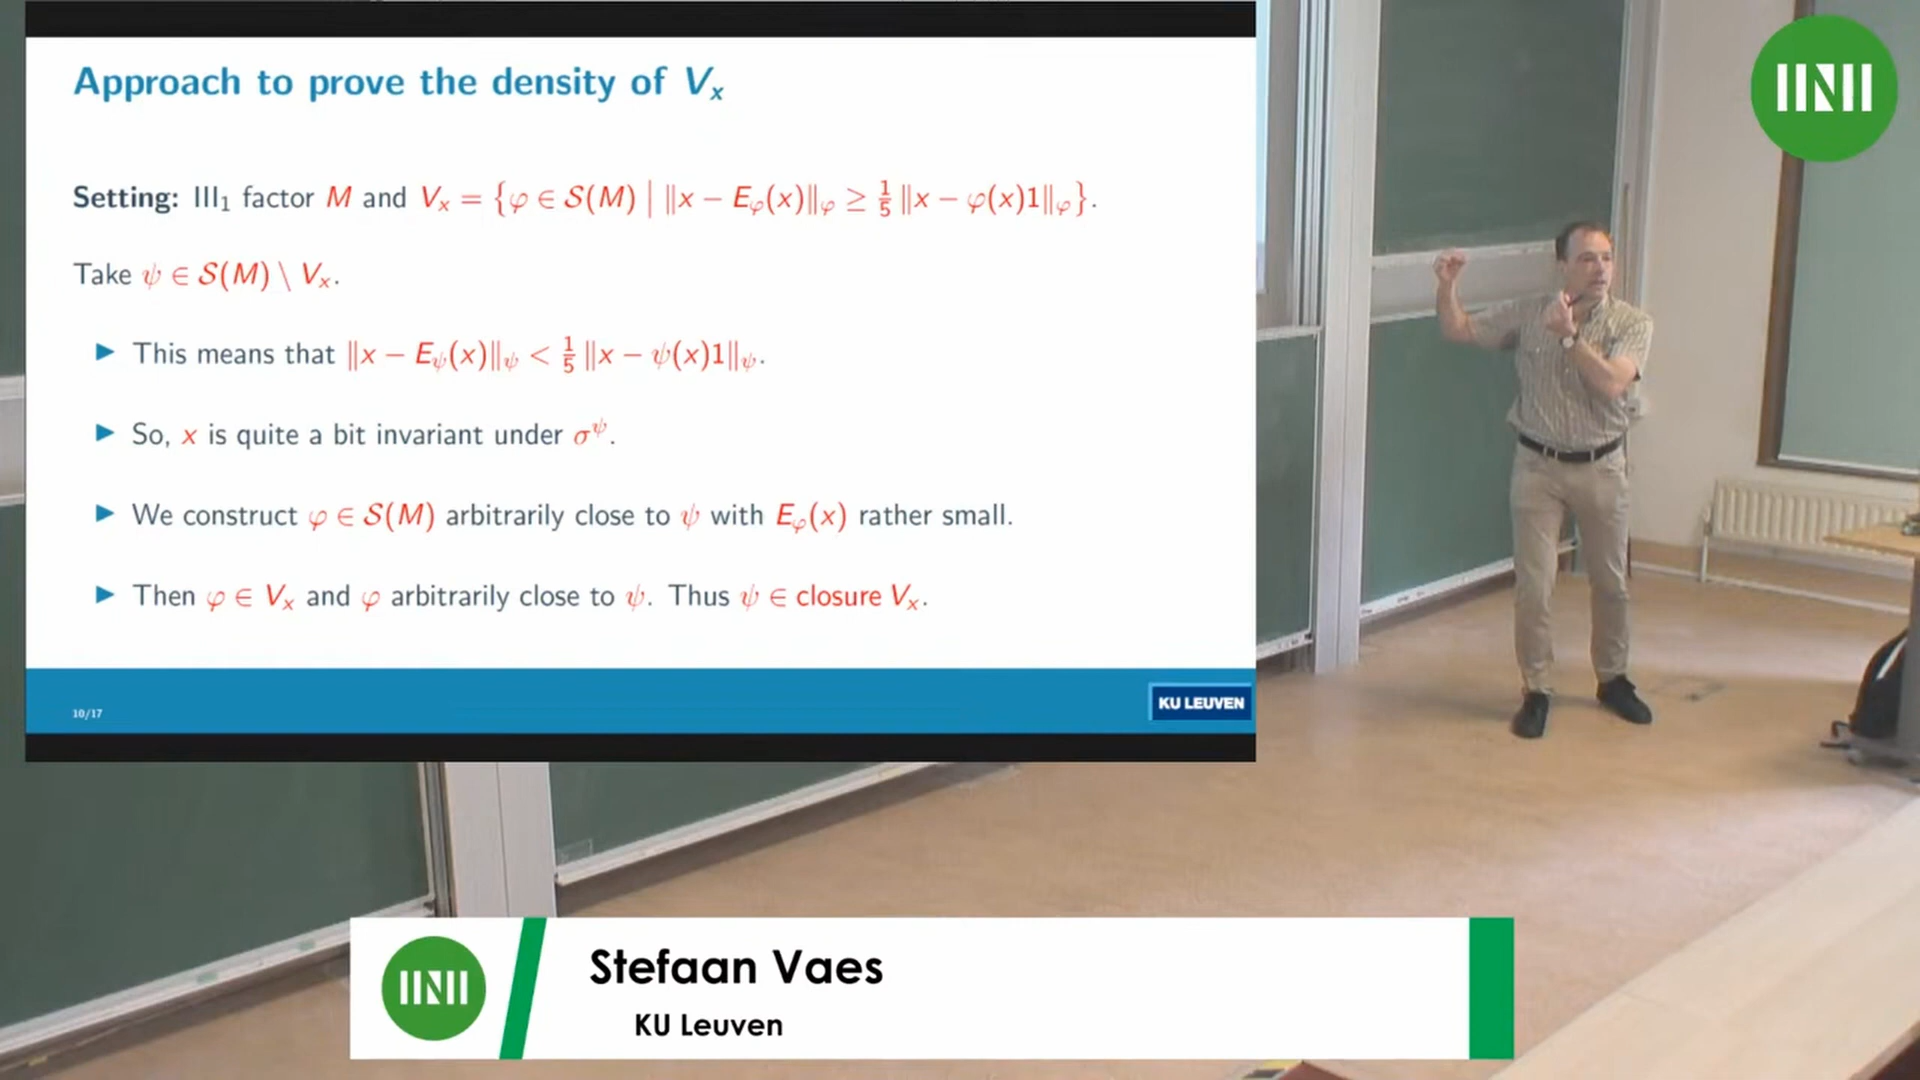 Approach to prove the density of Vₓ
Setting: III₁ factor M and Vₓ = {φ ∈ 𝒮(M) | ‖x − E_φ(x)‖_φ ≥ 1/5 ‖x − φ(x)1‖_φ}.
Take ψ ∈ 𝒮(M) \ Vₓ.
► This means that ‖x − E_ψ(x)‖_ψ < 1/5 ‖x − ψ(x)1‖_ψ.
► So, x is quite a bit invariant under σ^ψ.
► We construct φ ∈ 𝒮(M) arbitrarily close to ψ with E_φ(x) rather small.
► Then φ ∈ Vₓ and φ arbitrarily close to ψ. Thus ψ ∈ closure Vₓ.
10/17
KU LEUVEN
Stefaan Vaes
KU Leuven